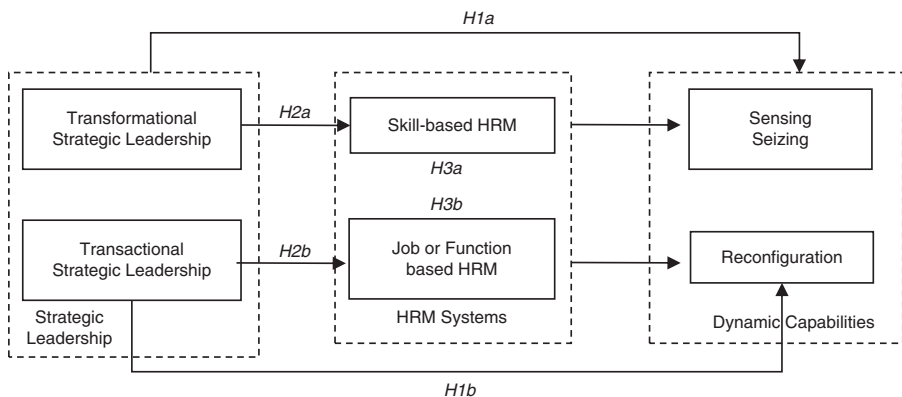 H1a
Transformational
Strategic Leadership
H2a
Skill-based HRM
Sensing
Seizing
H3a
H3b
Transactional
Strategic Leadership
H2b
Job or Function
based HRM
Reconfiguration
Strategic
Leadership
HRM Systems
Dynamic Capabilities
H1b